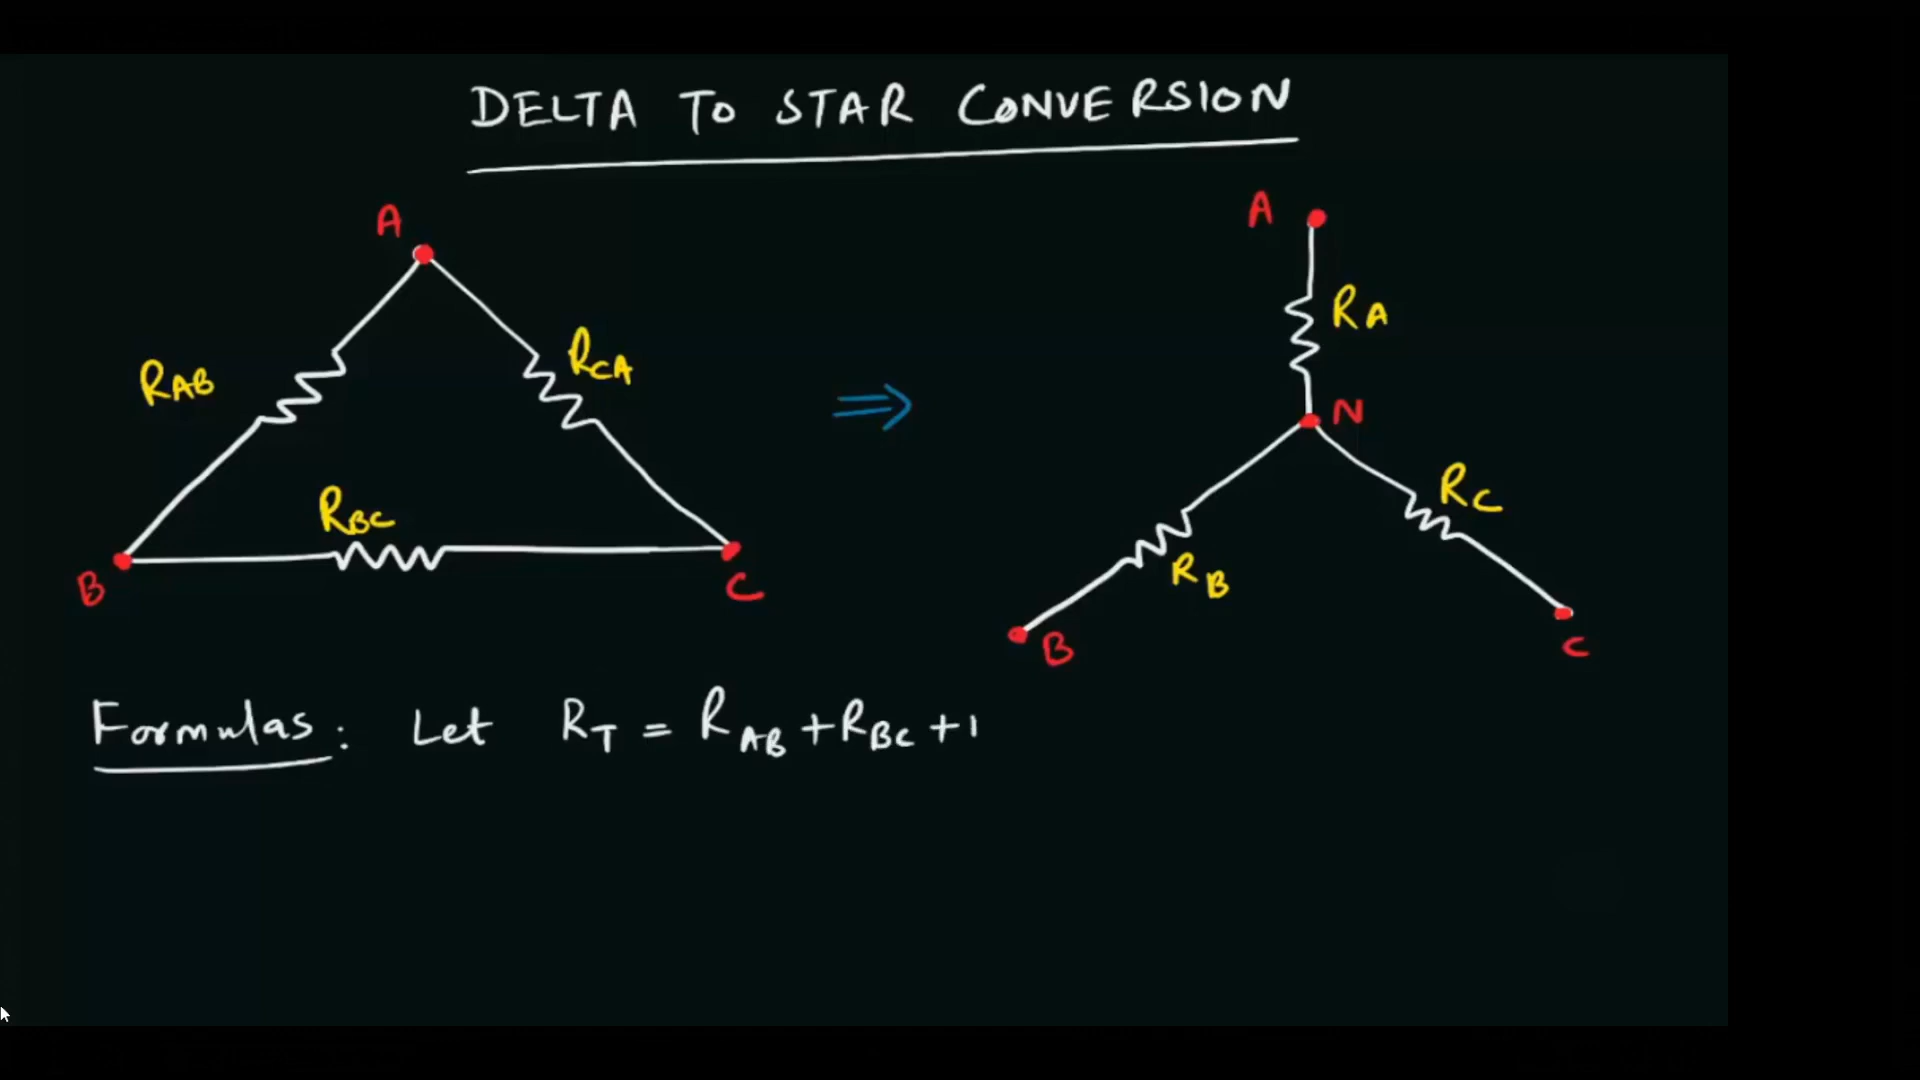 DELTA TO STAR CONVERSION
A
A
RAB
RCA
RA
N
RBC
RC
RB
B
C
B
C
Formulas: Let RT = RAB + RBC + 1